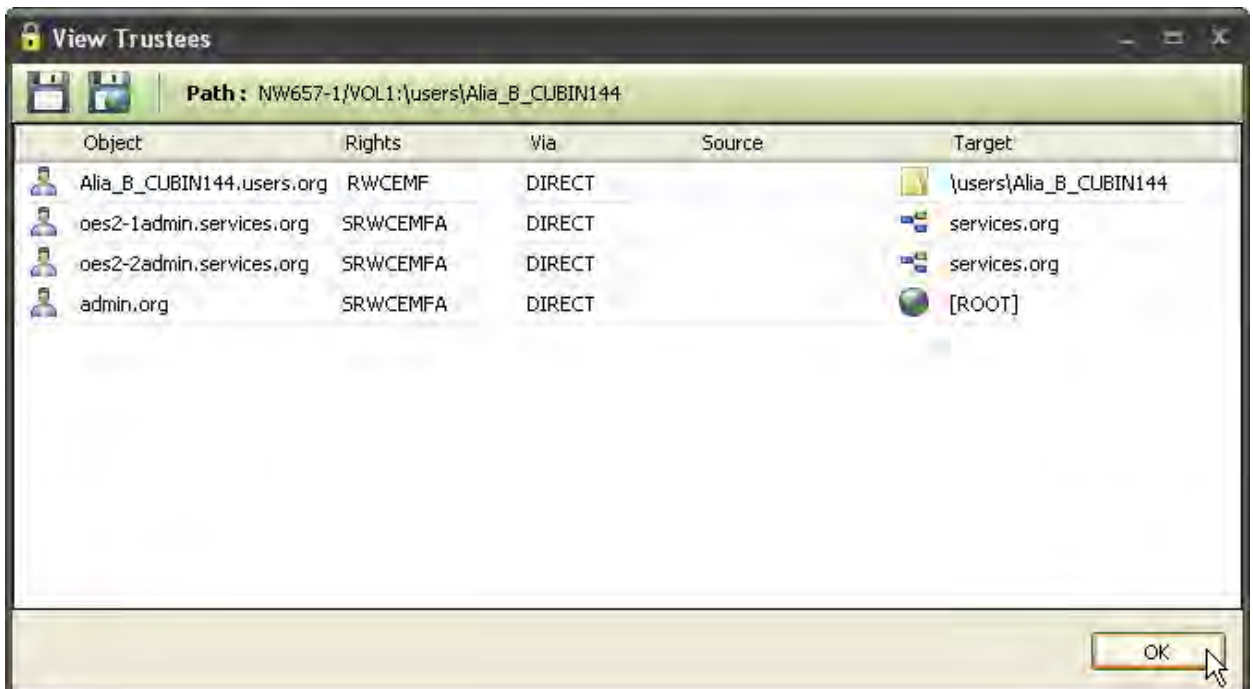 View Trustees
Path : NW657-1/VOL1:\users\Alia_B_CUBIN144
Object Rights Via Source Target
Alia_B_CUBIN144.users.org RWCEMF DIRECT \users\Alia_B_CUBIN144
oes2-1admin.services.org SRWCEMFA DIRECT services.org
oes2-2admin.services.org SRWCEMFA DIRECT services.org
admin.org SRWCEMFA DIRECT [ROOT]
OK